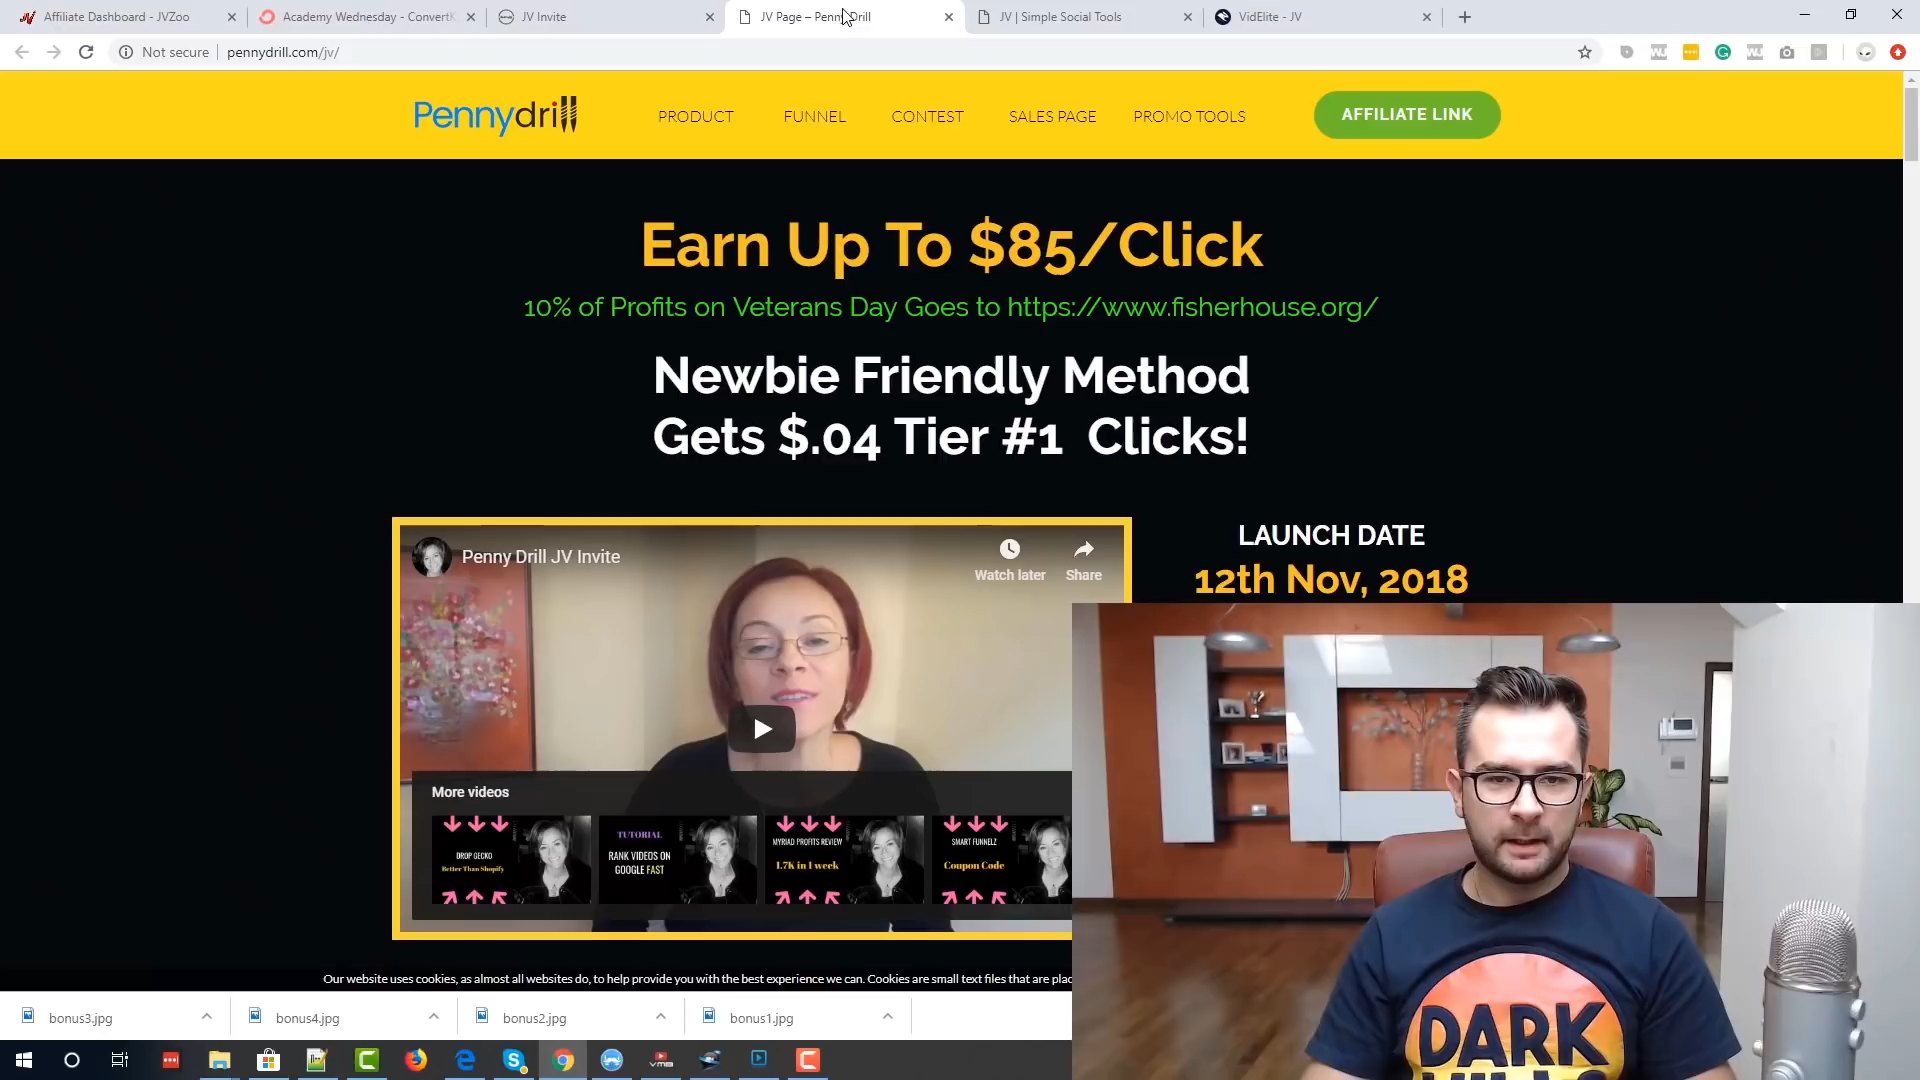 Affiliate Dashboard - JVZoo
Academy Wednesday - ConvertK
JV Invite
JV Page – Penny Drill
JV | Simple Social Tools
VidElite - JV
Not secure
pennydrill.com/jv/
Pennydrill
PRODUCT
FUNNEL
CONTEST
SALES PAGE
PROMO TOOLS
AFFILIATE LINK
Earn Up To $85/Click
10% of Profits on Veterans Day Goes to https://www.fisherhouse.org/
Newbie Friendly Method
Gets $.04 Tier #1 Clicks!
Penny Drill JV Invite
Watch later
Share
LAUNCH DATE
12th Nov, 2018
More videos
DROP GECKO
Better Than Shopify
TUTORIAL
RANK VIDEOS ON
GOOGLE FAST
MYRIAD PROFITS REVIEW
1.7K in 1 week
SMART FUNNELZ
Coupon Code
Our website uses cookies, as almost all websites do, to help provide you with the best experience we can. Cookies are small text files that are plac
bonus3.jpg
bonus4.jpg
bonus2.jpg
bonus1.jpg
DARK